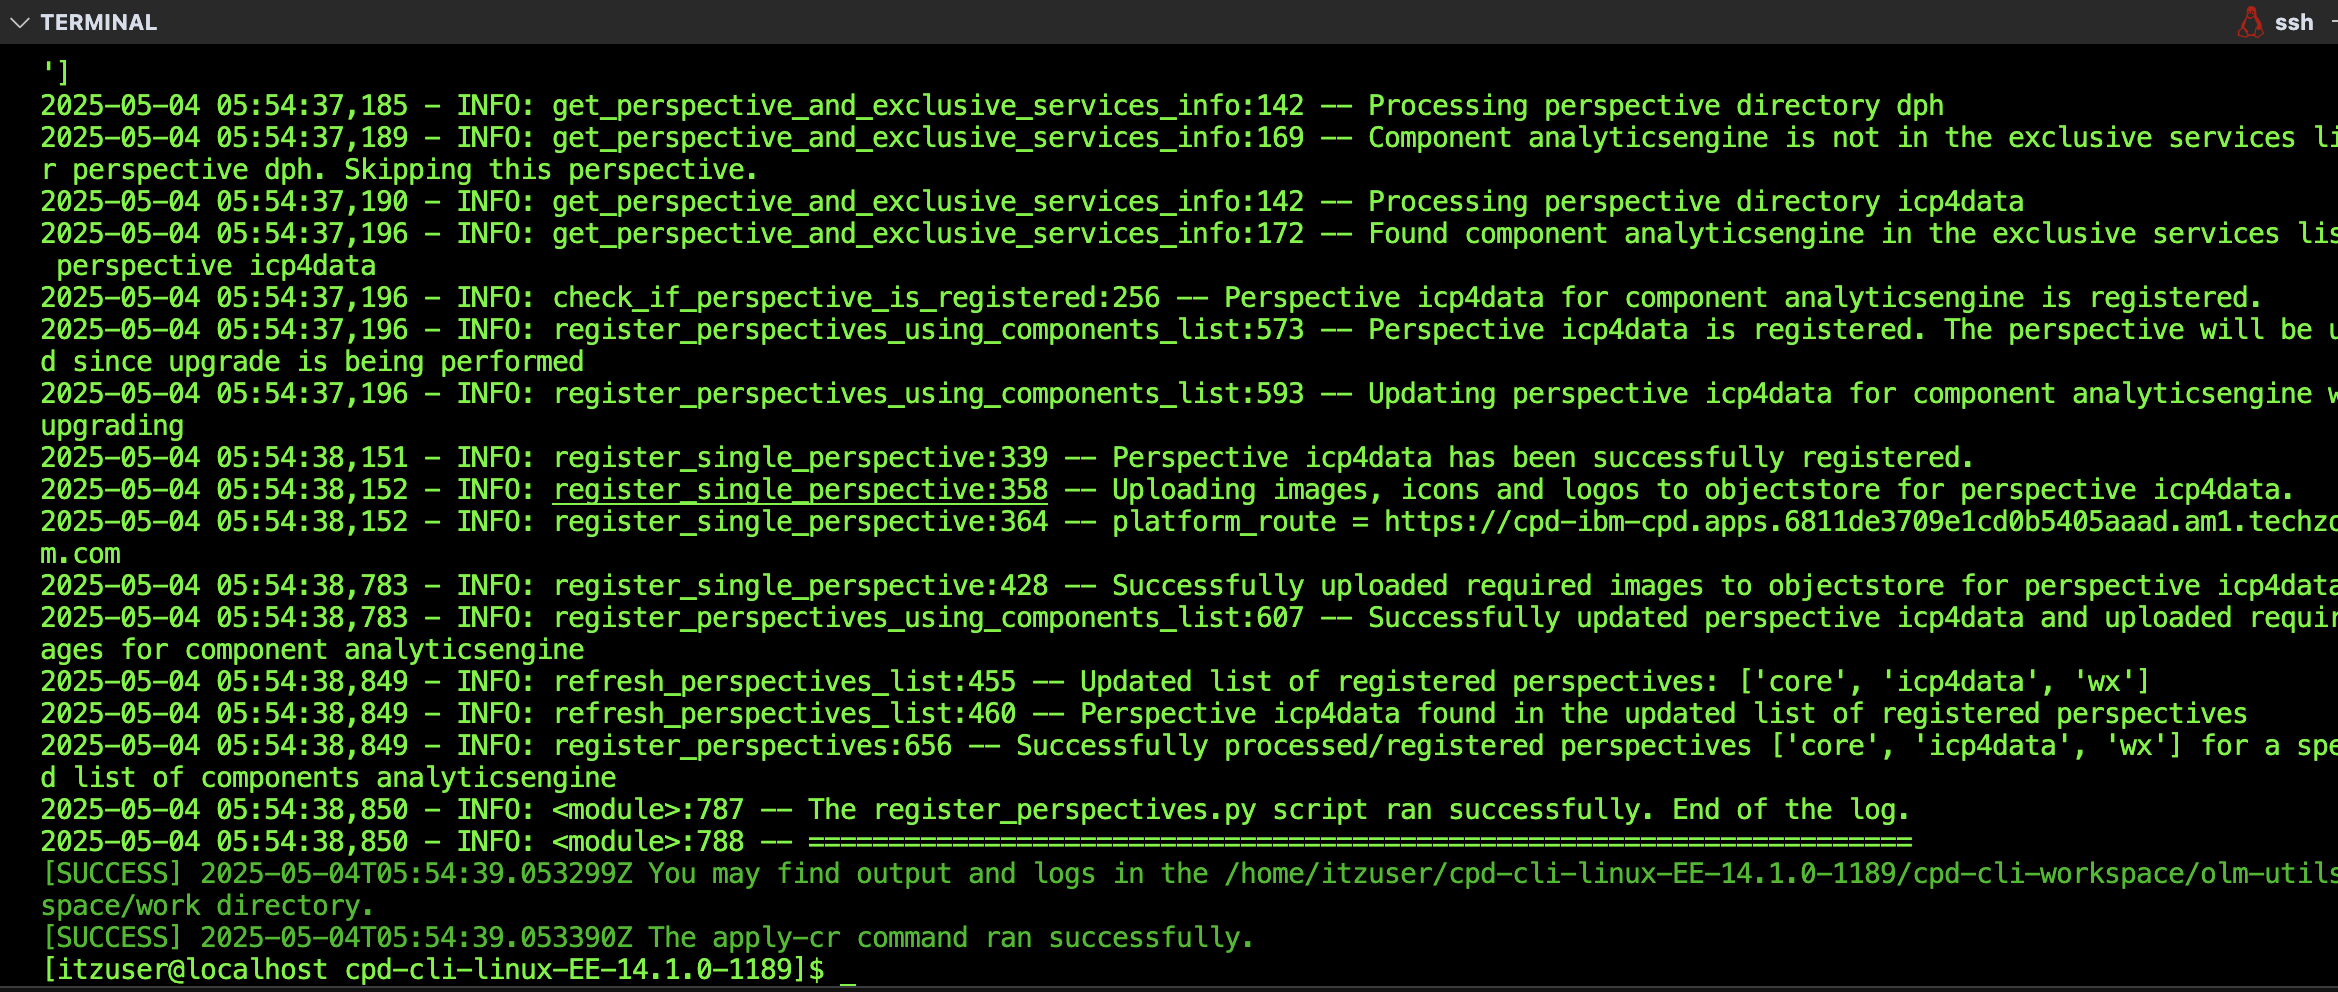 TERMINAL
ssh
']
2025-05-04 05:54:37,185 - INFO: get_perspective_and_exclusive_services_info:142 -- Processing perspective directory dph
2025-05-04 05:54:37,189 - INFO: get_perspective_and_exclusive_services_info:169 -- Component analyticsengine is not in the exclusive services li
r perspective dph. Skipping this perspective.
2025-05-04 05:54:37,190 - INFO: get_perspective_and_exclusive_services_info:142 -- Processing perspective directory icp4data
2025-05-04 05:54:37,196 - INFO: get_perspective_and_exclusive_services_info:172 -- Found component analyticsengine in the exclusive services lis
perspective icp4data
2025-05-04 05:54:37,196 - INFO: check_if_perspective_is_registered:256 -- Perspective icp4data for component analyticsengine is registered.
2025-05-04 05:54:37,196 - INFO: register_perspectives_using_components_list:573 -- Perspective icp4data is registered. The perspective will be u
d since upgrade is being performed
2025-05-04 05:54:37,196 - INFO: register_perspectives_using_components_list:593 -- Updating perspective icp4data for component analyticsengine w
upgrading
2025-05-04 05:54:38,151 - INFO: register_single_perspective:339 -- Perspective icp4data has been successfully registered.
2025-05-04 05:54:38,152 - INFO: register_single_perspective:358 -- Uploading images, icons and logos to objectstore for perspective icp4data.
2025-05-04 05:54:38,152 - INFO: register_single_perspective:364 -- platform_route = https://cpd-ibm-cpd.apps.6811de3709e1cd0b5405aaad.am1.techzo
m.com
2025-05-04 05:54:38,783 - INFO: register_single_perspective:428 -- Successfully uploaded required images to objectstore for perspective icp4data
2025-05-04 05:54:38,783 - INFO: register_perspectives_using_components_list:607 -- Successfully updated perspective icp4data and uploaded requir
ages for component analyticsengine
2025-05-04 05:54:38,849 - INFO: refresh_perspectives_list:455 -- Updated list of registered perspectives: ['core', 'icp4data', 'wx']
2025-05-04 05:54:38,849 - INFO: refresh_perspectives_list:460 -- Perspective icp4data found in the updated list of registered perspectives
2025-05-04 05:54:38,849 - INFO: register_perspectives:656 -- Successfully processed/registered perspectives ['core', 'icp4data', 'wx'] for a spe
d list of components analyticsengine
2025-05-04 05:54:38,850 - INFO: <module>:787 -- The register_perspectives.py script ran successfully. End of the log.
2025-05-04 05:54:38,850 - INFO: <module>:788 -- =====================================================================
[SUCCESS] 2025-05-04T05:54:39.053299Z You may find output and logs in the /home/itzuser/cpd-cli-linux-EE-14.1.0-1189/cpd-cli-workspace/olm-utils
space/work directory.
[SUCCESS] 2025-05-04T05:54:39.053390Z The apply-cr command ran successfully.
[itzuser@localhost cpd-cli-linux-EE-14.1.0-1189]$ _